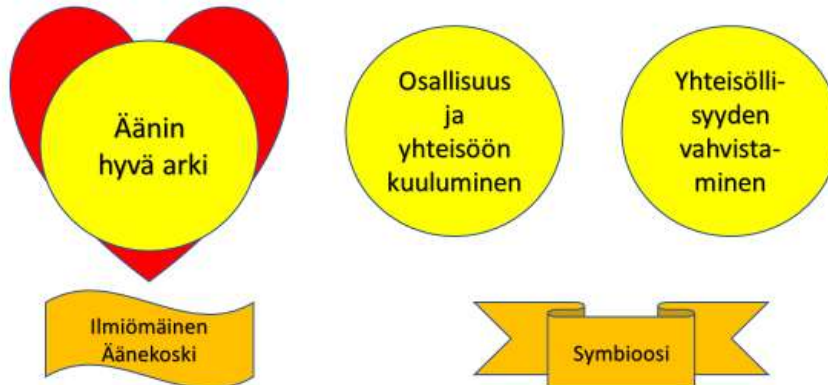 Äänin
hyvä arki
Osallisuus
ja
yhteisöön
kuuluminen
Yhteisölli-
syyden
vahvista-
minen
Ilmiömäinen
Äänekoski
Symbioosi